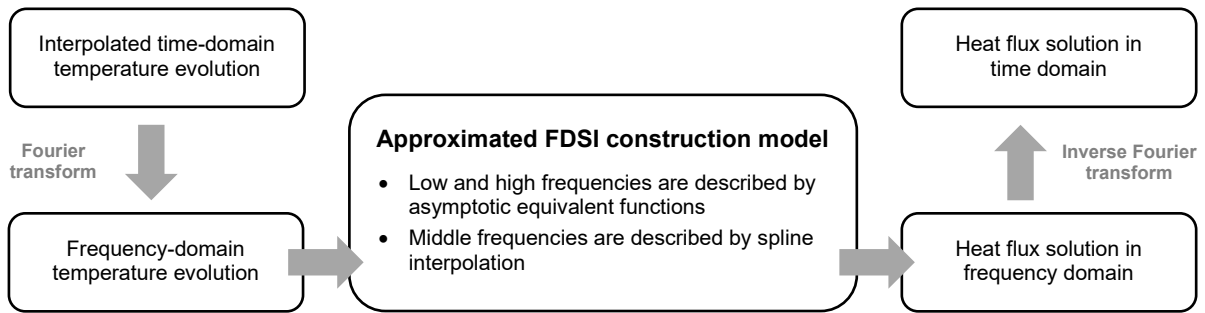 Interpolated time-domain
temperature evolution
Fourier
transform
Frequency-domain
temperature evolution
Approximated FDSI construction model
• Low and high frequencies are described by
asymptotic equivalent functions
• Middle frequencies are described by spline
interpolation
Heat flux solution in
time domain
Inverse Fourier
transform
Heat flux solution in
frequency domain